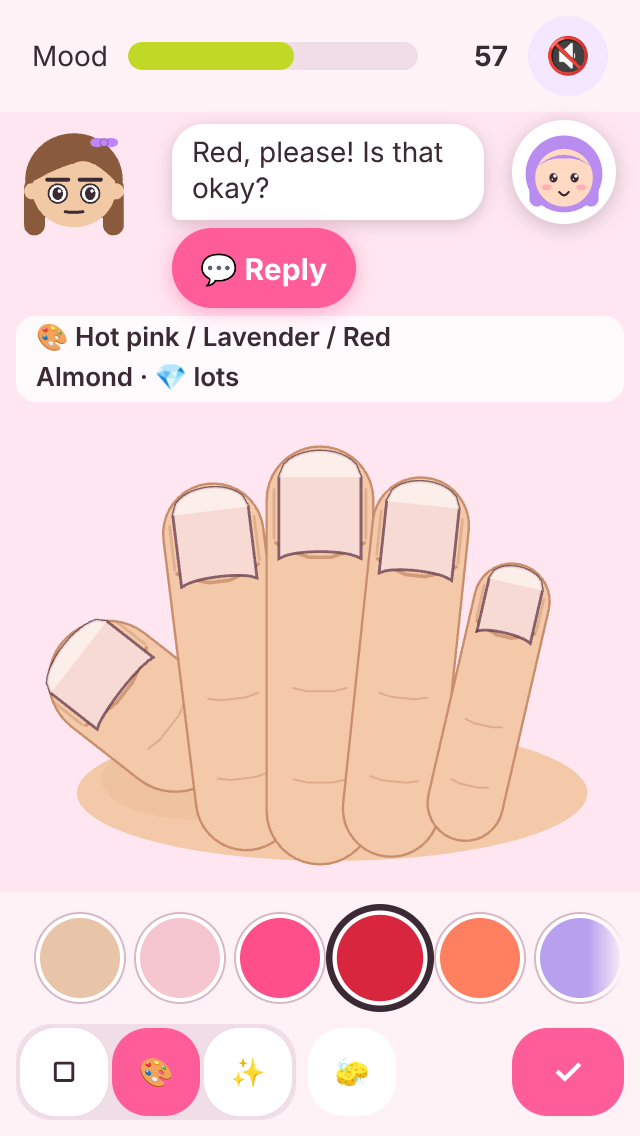 Mood
57
Red, please! Is that
okay?
💬 Reply
🎨 Hot pink / Lavender / Red
Almond · 💎 lots